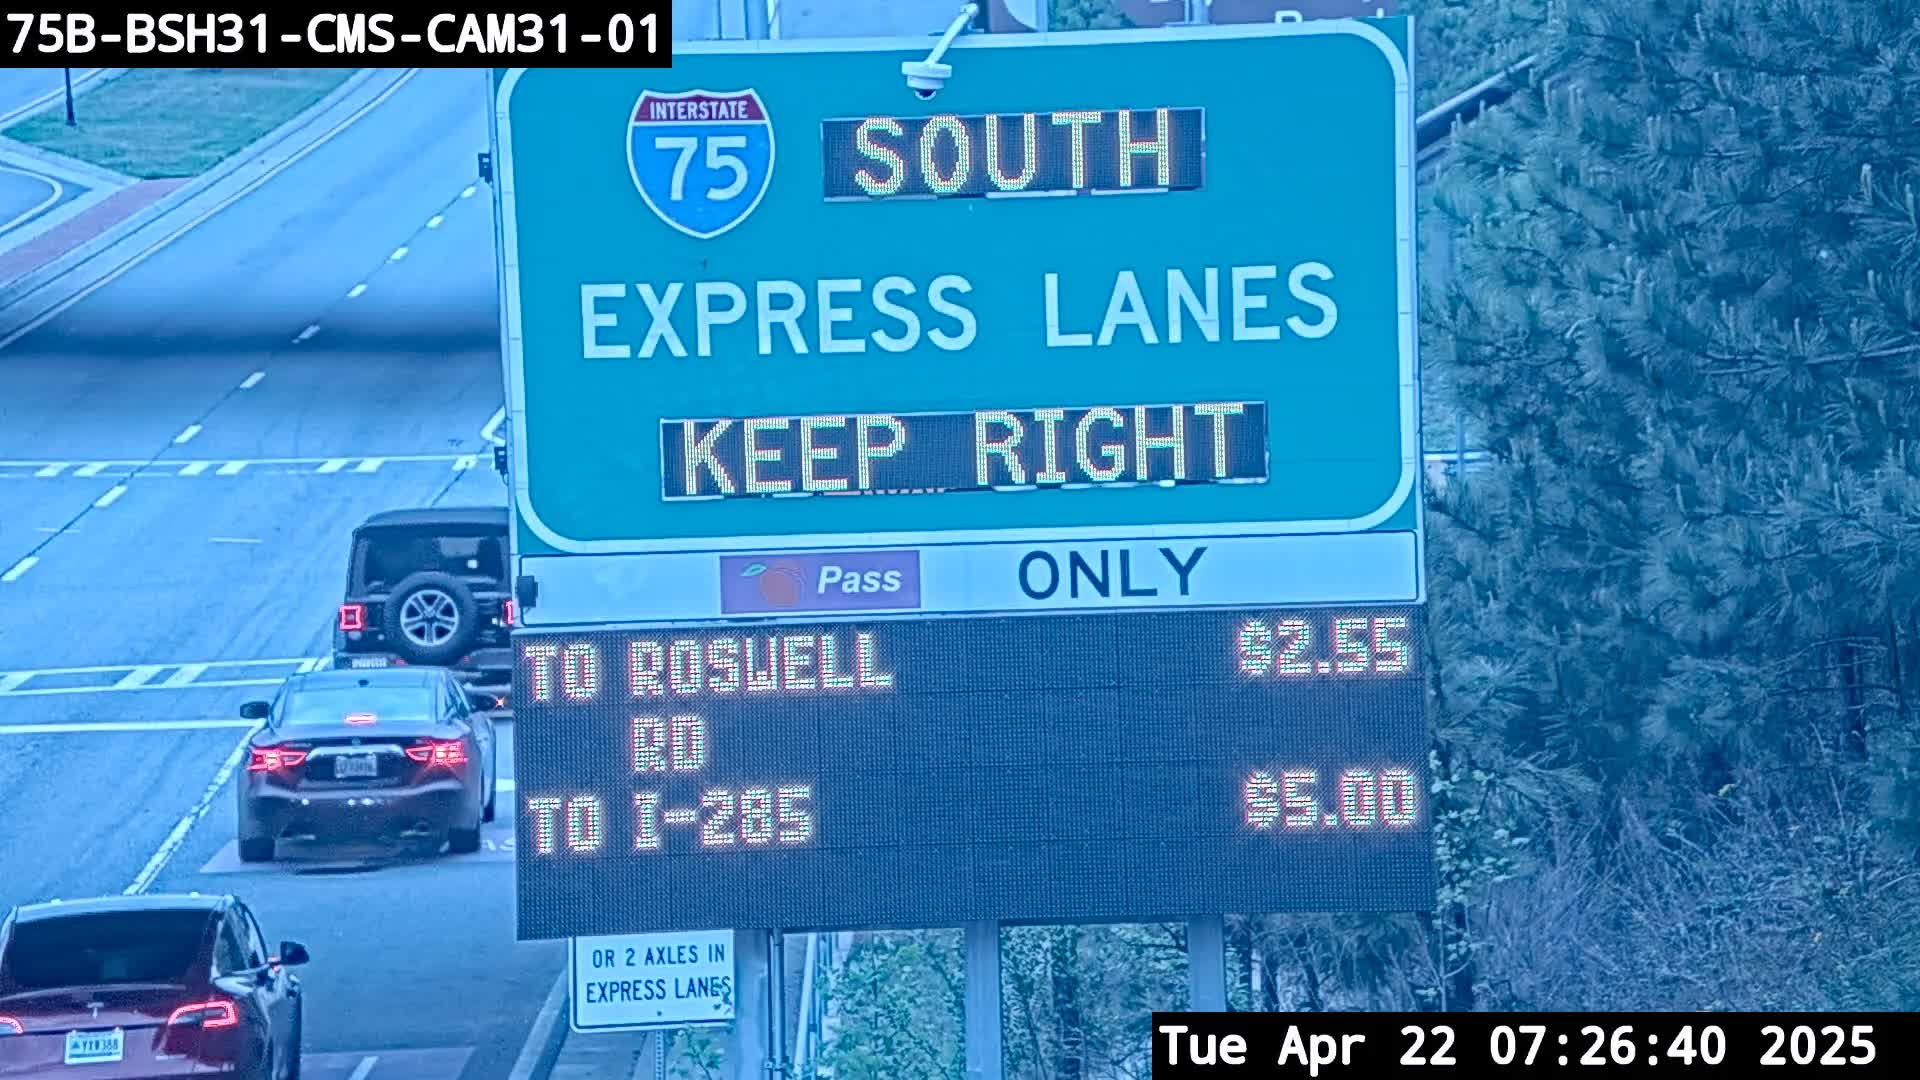 75B-BSH31-CMS-CAM31-01
INTERSTATE
75
SOUTH
EXPRESS LANES
KEEP RIGHT
Pass ONLY
TO ROSWELL $2.55
RD
TO I-285 $5.00
OR 2 AXLES IN
EXPRESS LANES
Tue Apr 22 07:26:40 2025